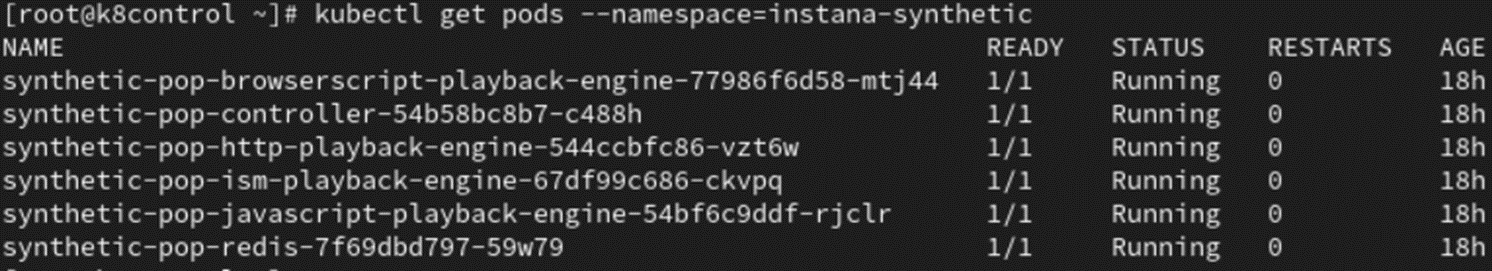 [root@k8control ~]# kubectl get pods --namespace=instana-synthetic
NAME READY STATUS RESTARTS AGE
synthetic-pop-browserscript-playback-engine-77986f6d58-mtj44 1/1 Running 0 18h
synthetic-pop-controller-54b58bc8b7-c488h 1/1 Running 0 18h
synthetic-pop-http-playback-engine-544ccbfc86-vzt6w 1/1 Running 0 18h
synthetic-pop-ism-playback-engine-67df99c686-ckvpq 1/1 Running 0 18h
synthetic-pop-javascript-playback-engine-54bf6c9ddf-rjclr 1/1 Running 0 18h
synthetic-pop-redis-7f69dbd797-59w79 1/1 Running 0 18h